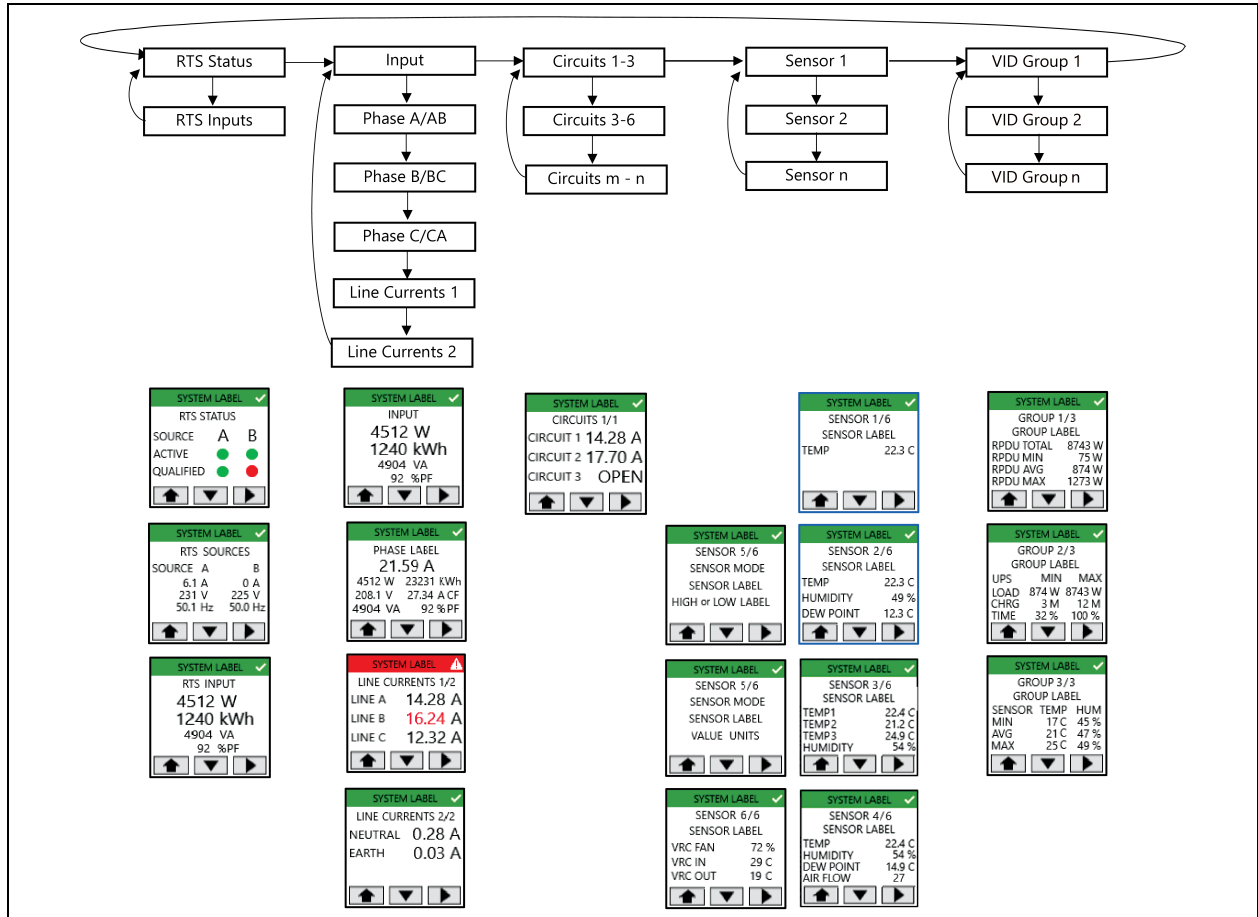 RTS Status
RTS Inputs
Input
Phase A/AB
Phase B/BC
Phase C/CA
Line Currents 1
Line Currents 2
Circuits 1-3
Circuits 3-6
Circuits m - n
Sensor 1
Sensor 2
Sensor n
VID Group 1
VID Group 2
VID Group n
SYSTEM LABEL
RTS STATUS
SOURCE A B
ACTIVE
QUALIFIED
SYSTEM LABEL
RTS SOURCES
SOURCE A B
6.1 A 0 A
231 V 225 V
50.1 Hz 50.0 Hz
SYSTEM LABEL
RTS INPUT
4512 W
1240 kWh
4904 VA
92 %PF
SYSTEM LABEL
INPUT
4512 W
1240 kWh
4904 VA
92 %PF
SYSTEM LABEL
PHASE LABEL
21.59 A
4512 W 23231 KWh
208.1 V 27.34 A CF
4904 VA 92 % PF
SYSTEM LABEL
LINE CURRENTS 1/2
LINE A 14.28 A
LINE B 16.24 A
LINE C 12.32 A
SYSTEM LABEL
LINE CURRENTS 2/2
NEUTRAL 0.28 A
EARTH 0.03 A
SYSTEM LABEL
CIRCUITS 1/1
CIRCUIT 1 14.28 A
CIRCUIT 2 17.70 A
CIRCUIT 3 OPEN
SYSTEM LABEL
SENSOR 5/6
SENSOR MODE
SENSOR LABEL
HIGH or LOW LABEL
SYSTEM LABEL
SENSOR 5/6
SENSOR MODE
SENSOR LABEL
VALUE UNITS
SYSTEM LABEL
SENSOR 6/6
SENSOR LABEL
VRC FAN 72 %
VRC IN 29 C
VRC OUT 19 C
SYSTEM LABEL
SENSOR 1/6
SENSOR LABEL
TEMP 22.3 C
SYSTEM LABEL
SENSOR 2/6
SENSOR LABEL
TEMP 22.3 C
HUMIDITY 49 %
DEW POINT 12.3 C
SYSTEM LABEL
SENSOR 3/6
SENSOR LABEL
TEMP1 22.4 C
TEMP2 21.2 C
TEMP3 24.9 C
HUMIDITY 54 %
SYSTEM LABEL
SENSOR 4/6
SENSOR LABEL
TEMP 22.4 C
HUMIDITY 54 %
DEW POINT 14.9 C
AIR FLOW 27
SYSTEM LABEL
GROUP 1/3
GROUP LABEL
RPDU TOTAL 8743 W
RPDU MIN 75 W
RPDU AVG 874 W
RPDU MAX 1273 W
SYSTEM LABEL
GROUP 2/3
GROUP LABEL
UPS MIN MAX
LOAD 874 W 8743 W
CHRG 3 M 12 M
TIME 32 % 100 %
SYSTEM LABEL
GROUP 3/3
GROUP LABEL
SENSOR TEMP HUM
MIN 17 C 45 %
AVG 21 C 47 %
MAX 25 C 49 %